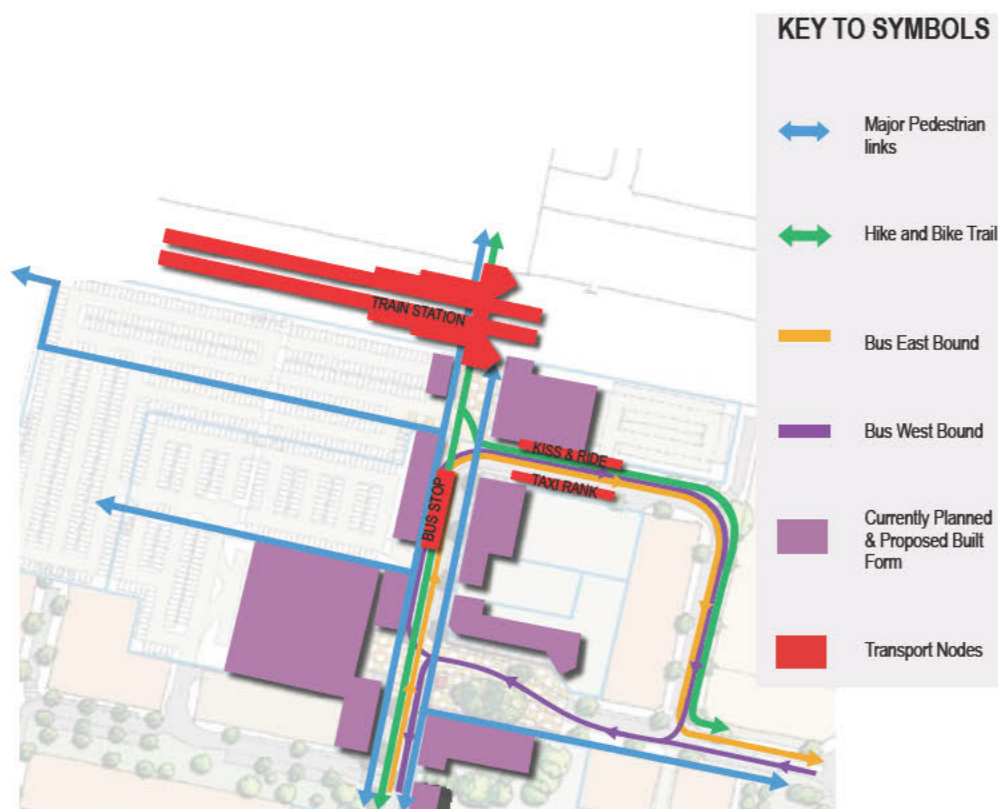 KEY TO SYMBOLS
Major Pedestrian
links
Hike and Bike Trail
Bus East Bound
Bus West Bound
Currently Planned
& Proposed Built
Form
Transport Nodes
TRAIN STATION
KISS & RIDE
TAXI RANK
BUS STOP